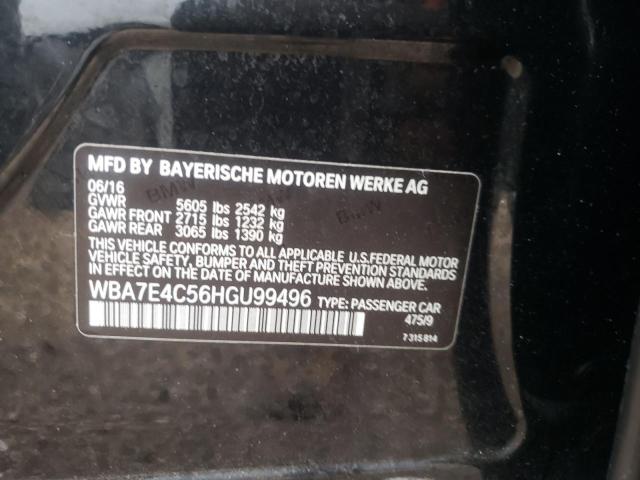 MFD BY BAYERISCHE MOTOREN WERKE AG
06/16
GVWR 5605 lbs 2542 kg
GAWR FRONT 2715 lbs 1232 kg
GAWR REAR 3065 lbs 1390 kg
THIS VEHICLE CONFORMS TO ALL APPLICABLE U.S.FEDERAL MOTOR
VEHICLE SAFETY, BUMPER AND THEFT PREVENTION STANDARDS
IN EFFECT ON THE DATE OF MANUFACTURE SHOWN ABOVE.
WBA7E4C56HGU99496 TYPE: PASSENGER CAR
475/9
7 315 814
BMW
BMW